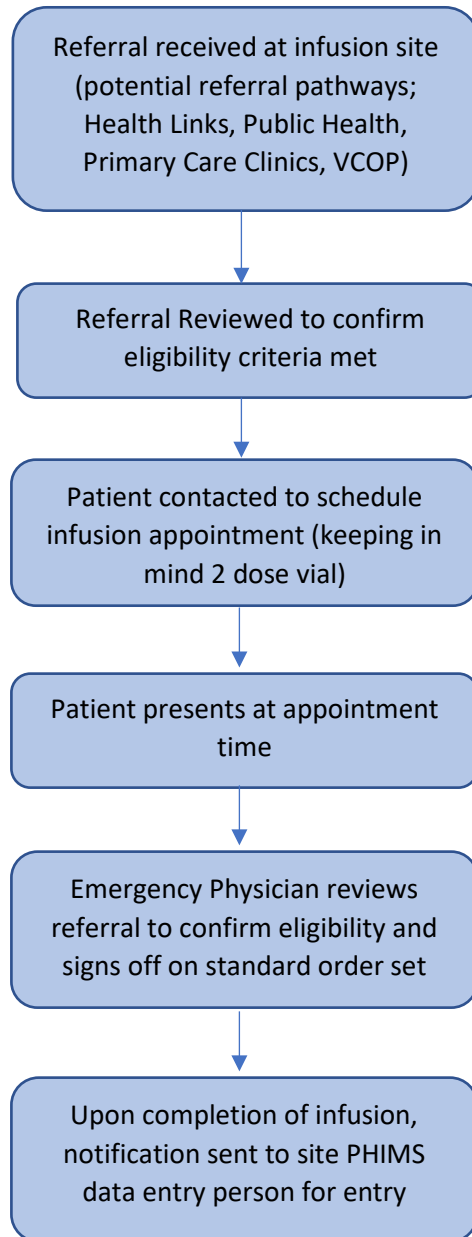 Referral received at infusion site
(potential referral pathways;
Health Links, Public Health,
Primary Care Clinics, VCOP)
Referral Reviewed to confirm
eligibility criteria met
Patient contacted to schedule
infusion appointment (keeping in
mind 2 dose vial)
Patient presents at appointment
time
Emergency Physician reviews
referral to confirm eligibility and
signs off on standard order set
Upon completion of infusion,
notification sent to site PHIMS
data entry person for entry